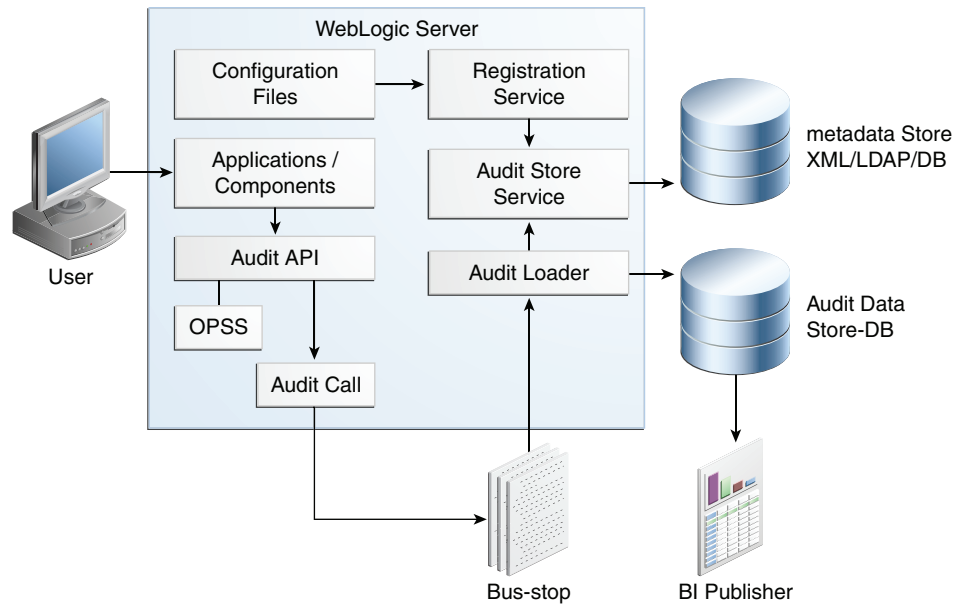 WebLogic Server
Configuration
Files
Registration
Service
metadata Store
XML/LDAP/DB
Applications /
Components
Audit Store
Service
User
Audit API
Audit Loader
Audit Data
Store-DB
OPSS
Audit Call
Bus-stop
BI Publisher